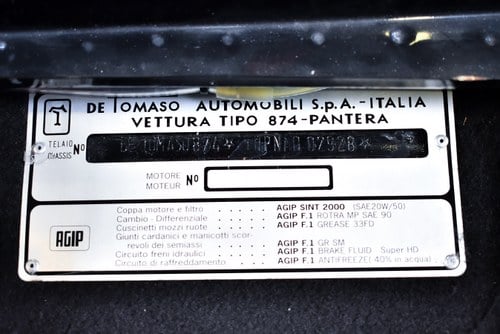 DE TOMASO AUTOMOBILI S.p.A.-ITALIA
VETTURA TIPO 874-PANTERA
TELAIO
CHASSIS No
MOTORE
MOTEUR No
AGIP
Coppa motore e filtro . . . . . AGIP SINT 2000 (SAE20W/50)
Cambio - Differenziale . . . . . AGIP F.1 ROTRA MP SAE 90
Cuscinetti mozzi ruote . . . . . AGIP F.1 GREASE 33FD
Giunti cardanici e manicotti scor-
revoli dei semiassi . . . . . AGIP F.1 GR SM
Circuito freni idraulici . . . . . AGIP F.1 BRAKE FLUID Super HD
Circuito di raffreddamento . . . . . AGIP F.1 ANTIFREEZE (40% in acqua)